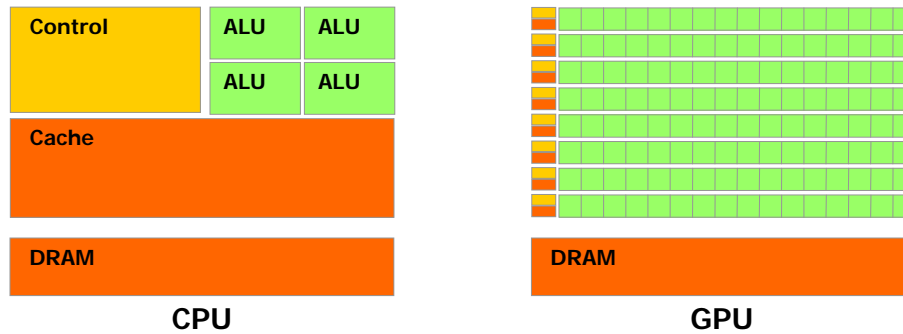 Control
ALU ALU
ALU ALU
Cache
DRAM
CPU
DRAM
GPU